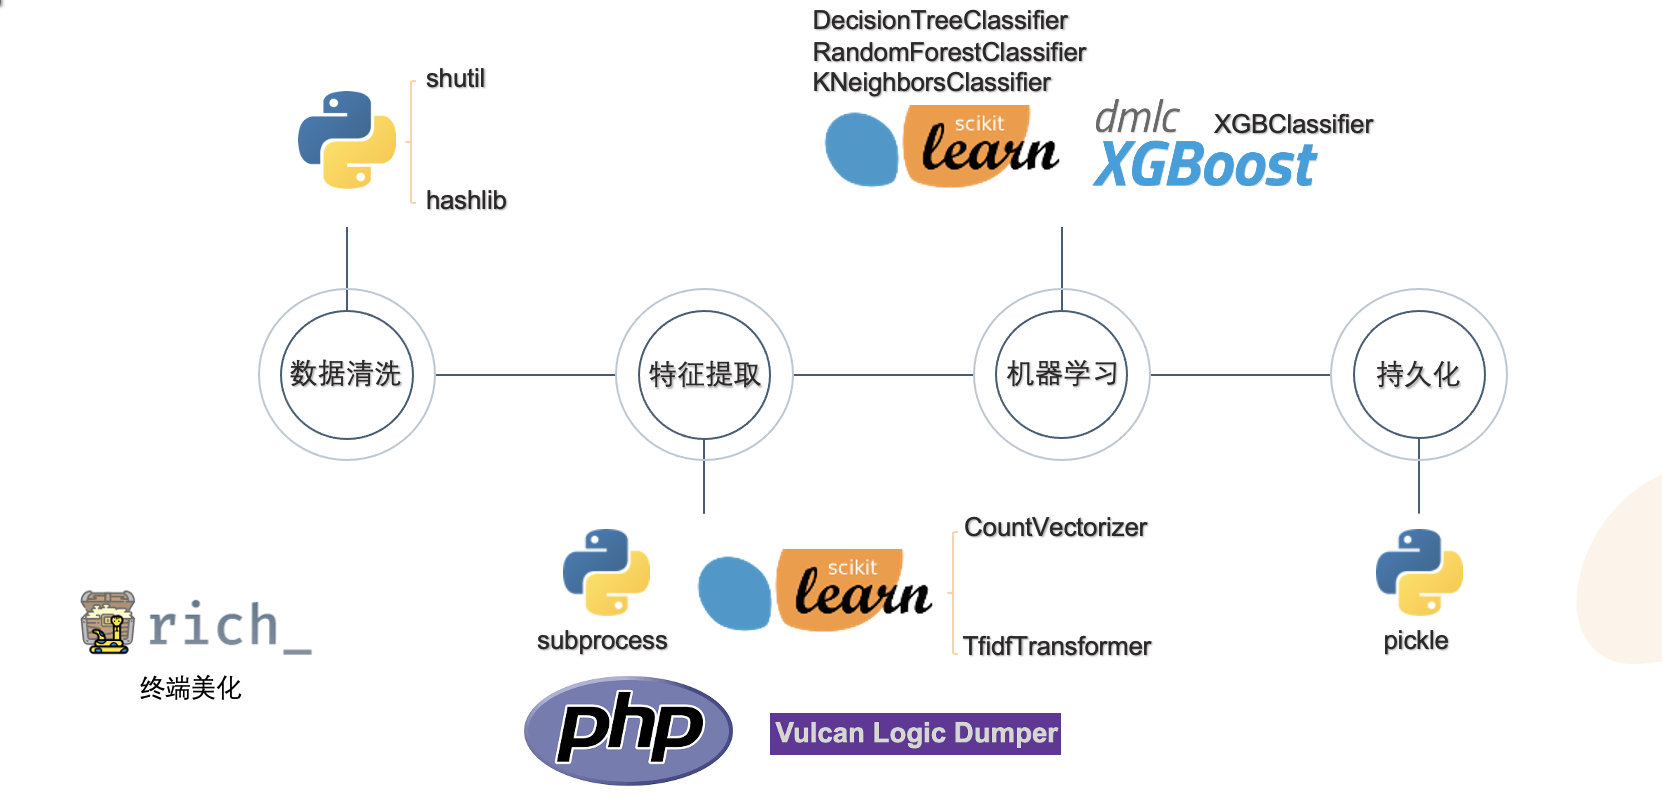 DecisionTreeClassifier
RandomForestClassifier
KNeighborsClassifier
shutil
hashlib
scikit
learn
dmlc
XGBoost
XGBClassifier
数据清洗
特征提取
机器学习
持久化
subprocess
scikit
learn
CountVectorizer
TfidfTransformer
pickle
rich_
终端美化
php
Vulcan Logic Dumper